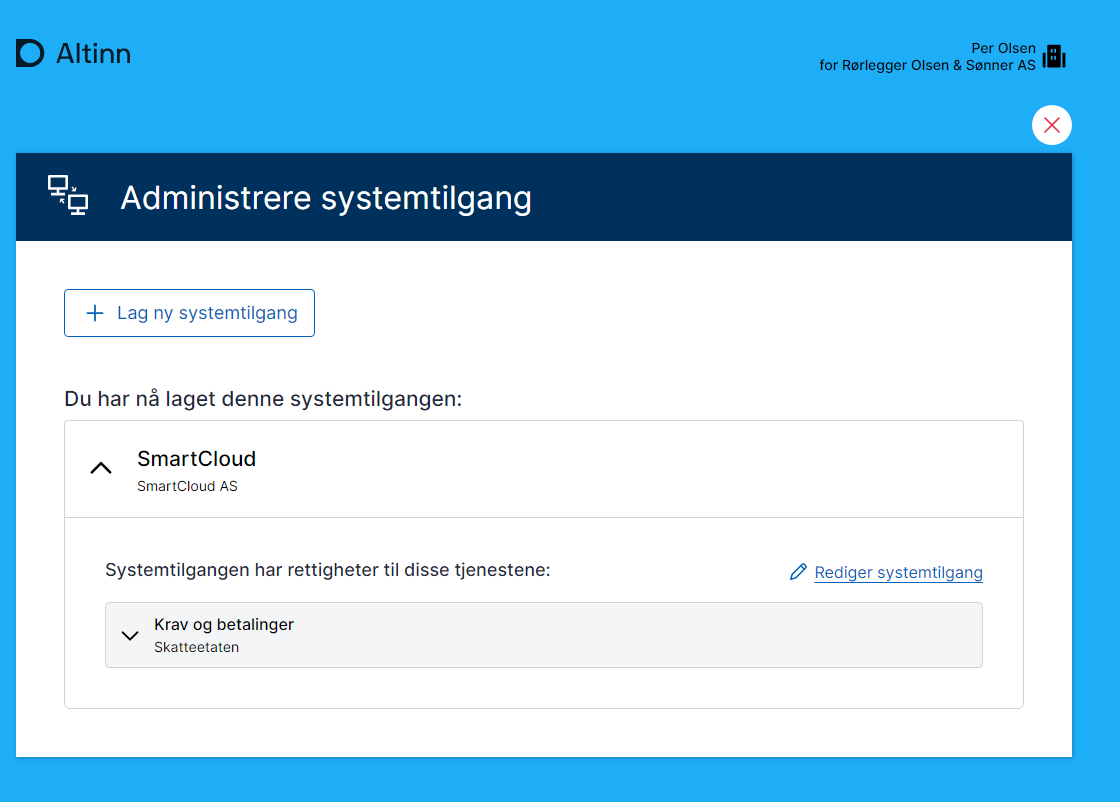 Altinn
Per Olsen
for Rørlegger Olsen & Sønner AS
Administrere systemtilgang
Lag ny systemtilgang
Du har nå laget denne systemtilgangen:
SmartCloud
SmartCloud AS
Systemtilgangen har rettigheter til disse tjenestene:
Rediger systemtilgang
Krav og betalinger
Skatteetaten